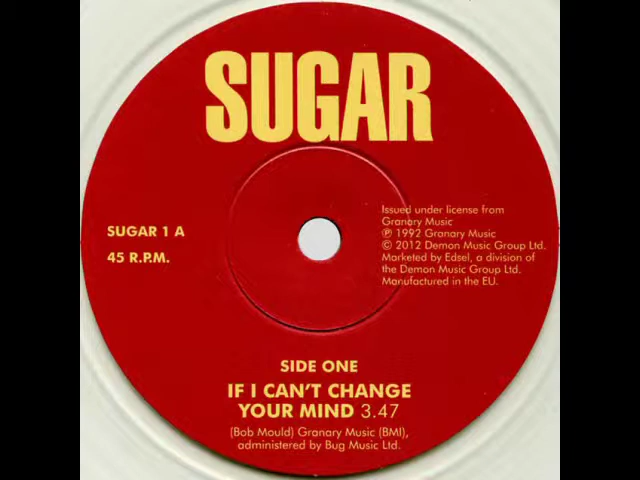 SUGAR
SUGAR 1 A
45 R.P.M.
Issued under license from
Granary Music
℗ 1992 Granary Music
© 2012 Demon Music Group Ltd.
Marketed by Edsel, a division of
the Demon Music Group Ltd.
Manufactured in the EU.
SIDE ONE
IF I CAN'T CHANGE
YOUR MIND 3.47
(Bob Mould) Granary Music (BMI),
administered by Bug Music Ltd.